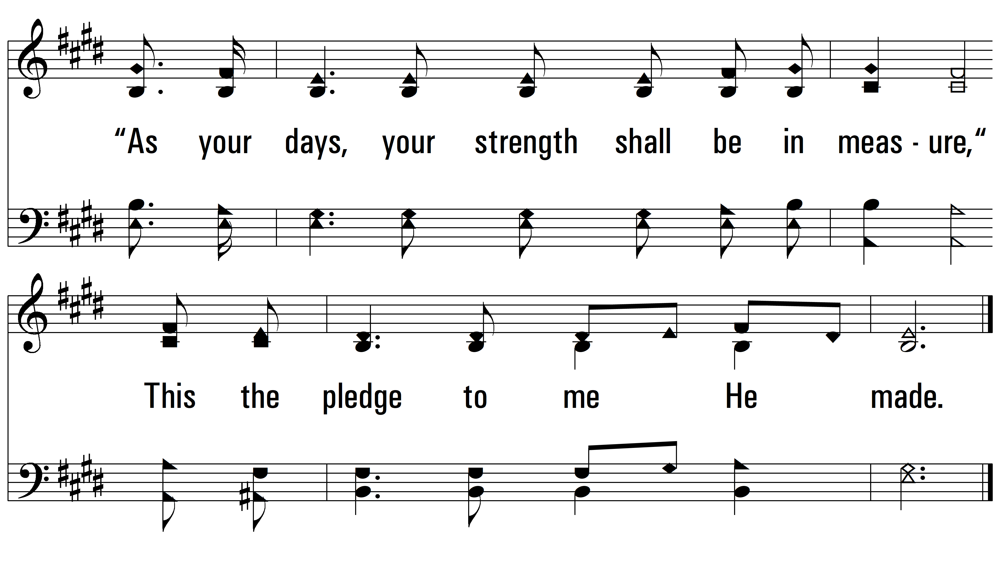 “As your days, your strength shall be in meas - ure,“
This the pledge to me He made.